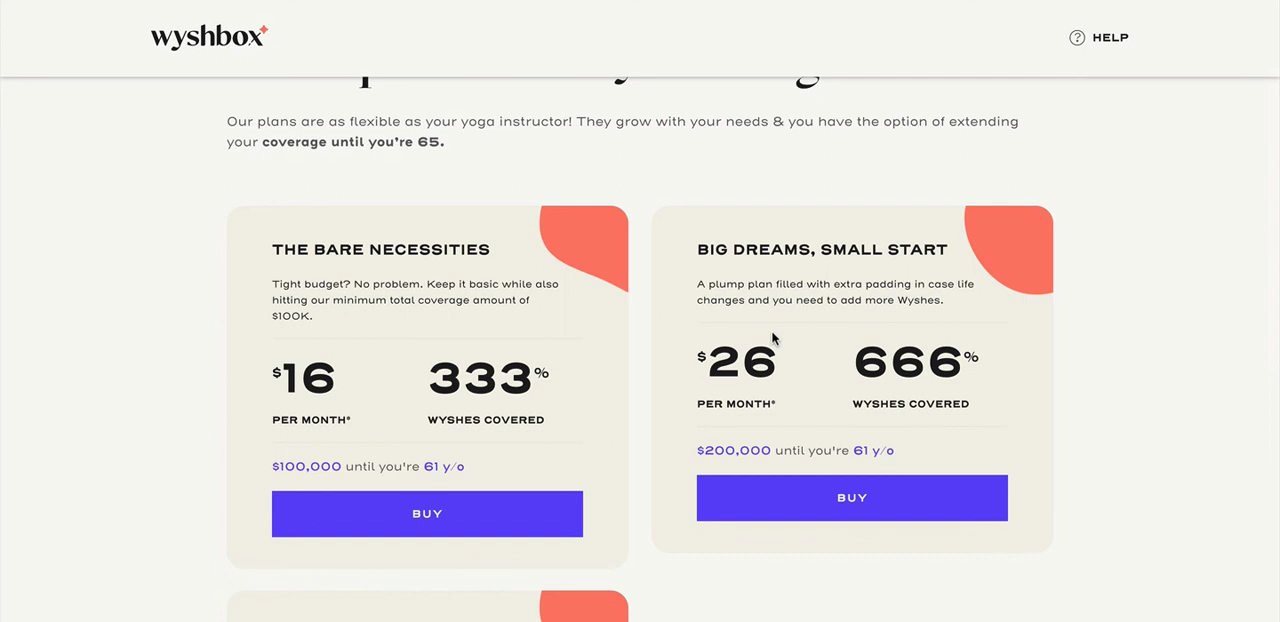 wyshbox
? HELP
Our plans are as flexible as your yoga instructor! They grow with your needs & you have the option of extending
your coverage until you're 65.
THE BARE NECESSITIES
Tight budget? No problem. Keep it basic while also
hitting our minimum total coverage amount of
$100K.
$16
333%
PER MONTH*
WYSHES COVERED
$100,000 until you're 61 y/o
BUY
BIG DREAMS, SMALL START
A plump plan filled with extra padding in case life
changes and you need to add more Wyshes.
$26
666%
PER MONTH*
WYSHES COVERED
$200,000 until you're 61 y/o
BUY